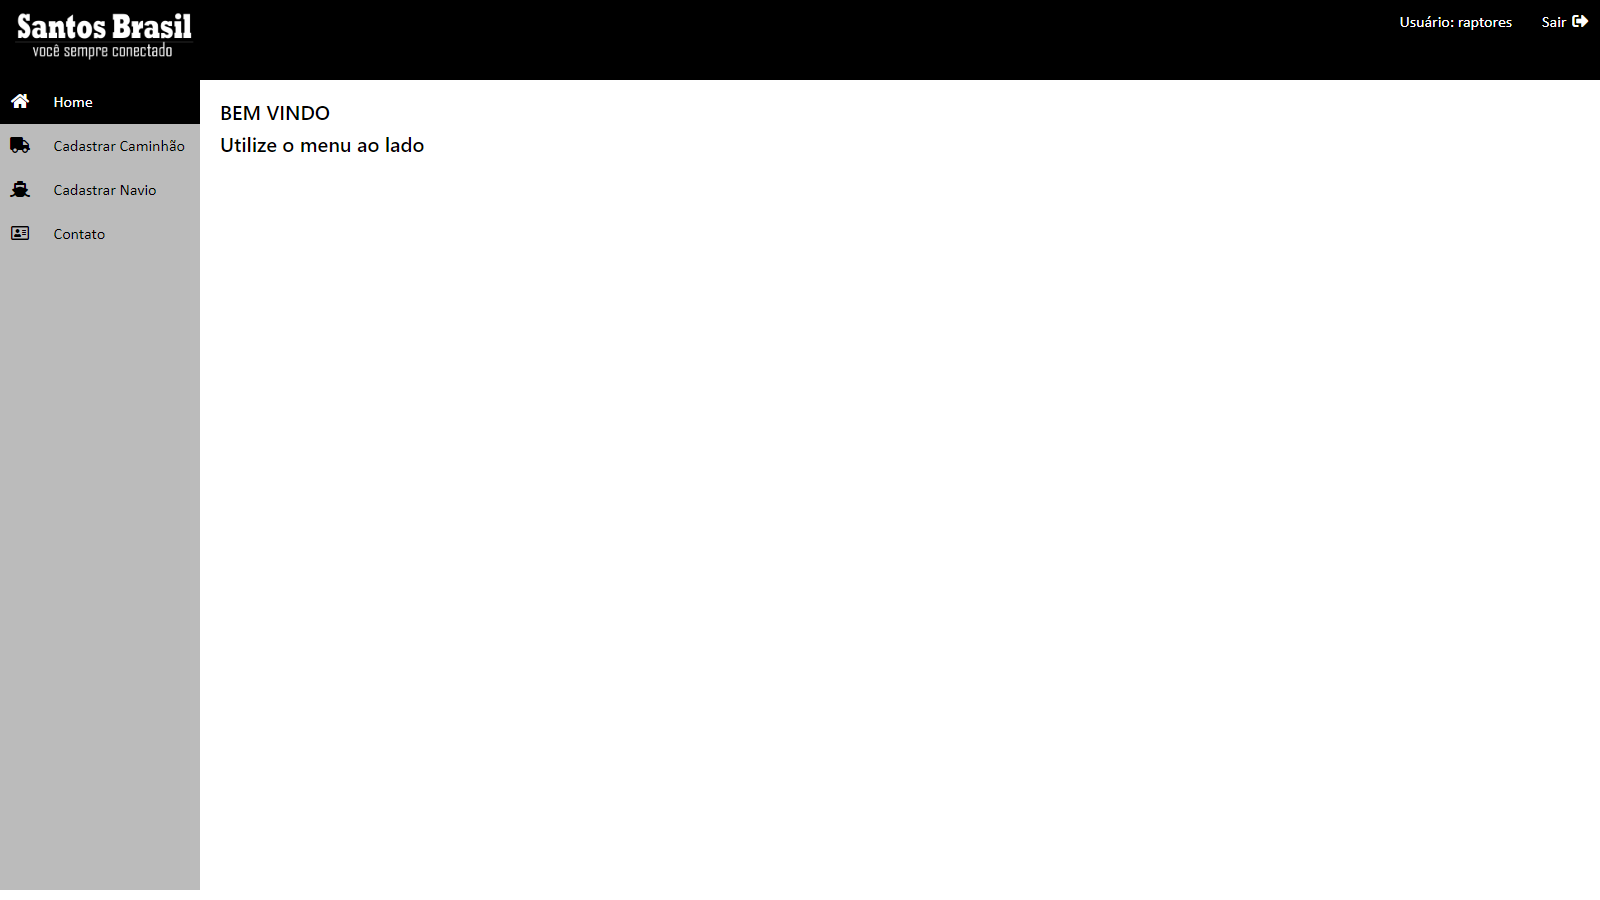 Santos Brasil
você sempre conectado
Usuário: raptores
Sair
Home
Cadastrar Caminhão
Cadastrar Navio
Contato
BEM VINDO
Utilize o menu ao lado